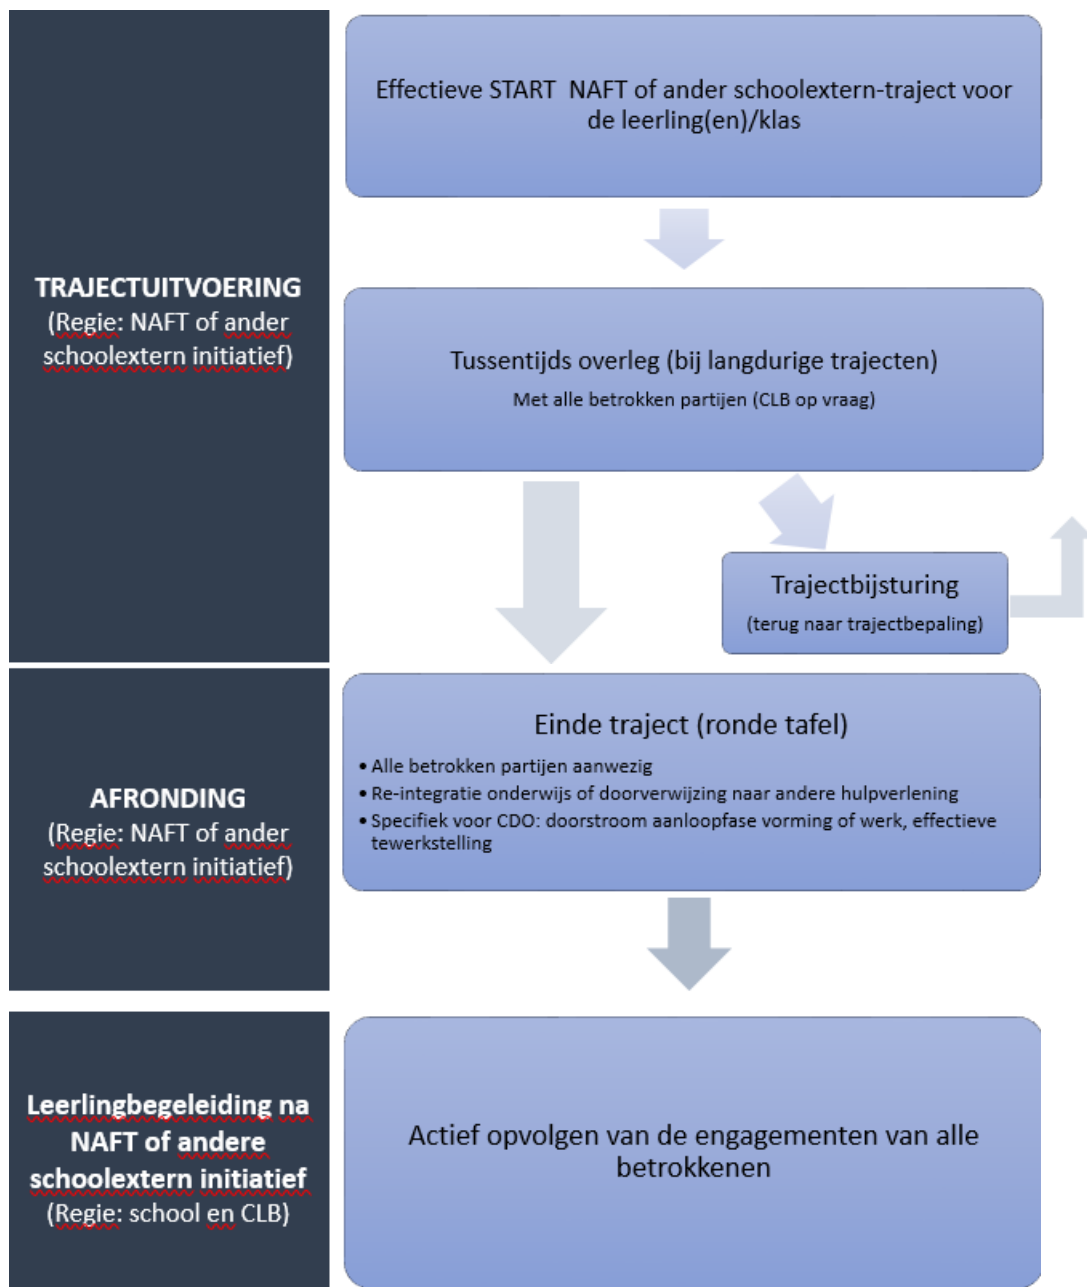 TRAJECTUITVOERING
(Regie: NAFT of ander
schoolextern initiatief)
Effectieve START  NAFT of ander schoolextern-traject voor
de leerling(en)/klas
Tussentijds overleg (bij langdurige trajecten)
Met alle betrokken partijen (CLB op vraag)
Trajectbijsturing
(terug naar trajectbepaling)
AFRONDING
(Regie: NAFT of ander
schoolextern initiatief)
Einde traject (ronde tafel)
• Alle betrokken partijen aanwezig
• Re-integratie onderwijs of doorverwijzing naar andere hulpverlening
• Specifiek voor CDO: doorstroom aanloopfase vorming of werk, effectieve
tewerkstelling
Leerlingbegeleiding na
NAFT of andere
schoolextern initiatief
(Regie: school en CLB)
Actief opvolgen van de engagementen van alle
betrokkenen